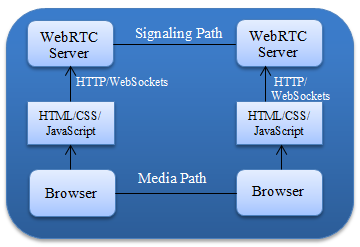 WebRTC
Server
Signaling Path
WebRTC
Server
HTTP/WebSockets
HTTP/
WebSockets
HTML/CSS/
JavaScript
HTML/CSS/
JavaScript
Browser
Media Path
Browser